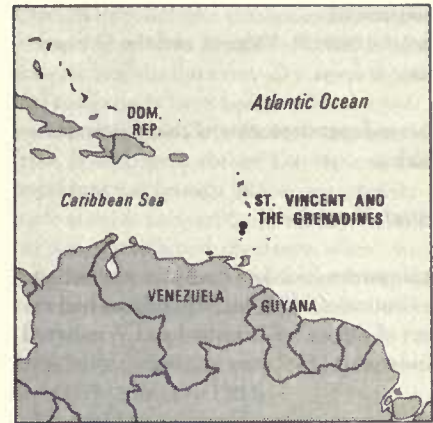 DOM.
REP.
Atlantic Ocean
Caribbean Sea
ST. VINCENT AND
THE GRENADINES
VENEZUELA
GUYANA